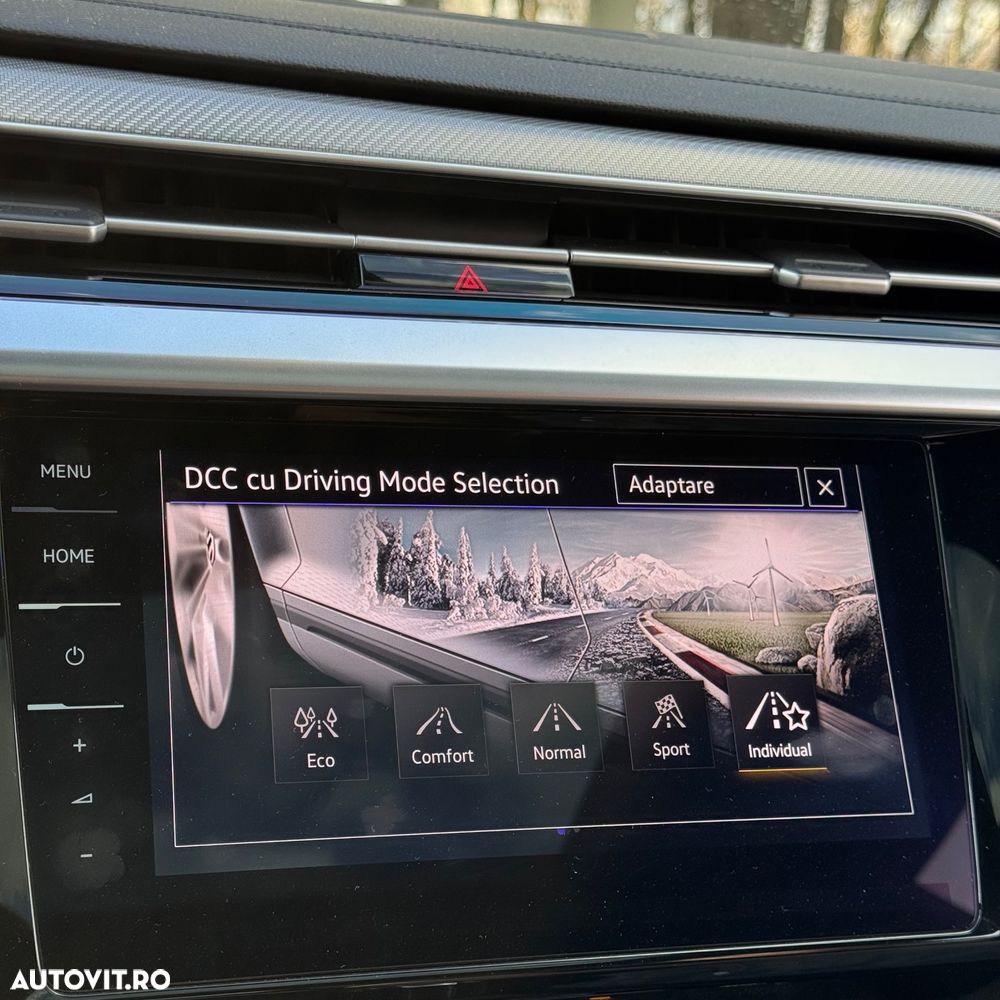 MENU
HOME
+
-
DCC cu Driving Mode Selection
Adaptare
X
Eco
Comfort
Normal
Sport
Individual
AUTOVIT.RO